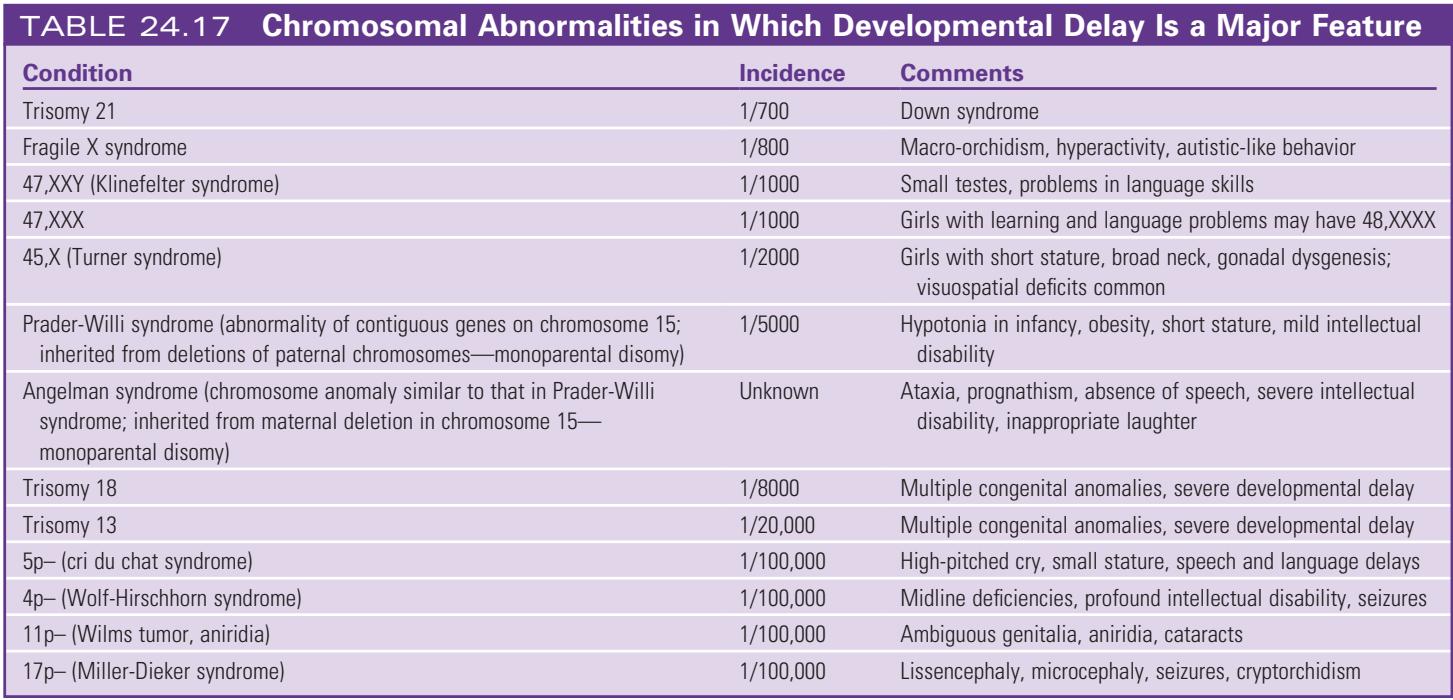 TABLE 24.17 Chromosomal Abnormalities in Which Developmental Delay Is a Major Feature
Condition Incidence Comments
Trisomy 21 1/700 Down syndrome
Fragile X syndrome 1/800 Macro-orchidism, hyperactivity, autistic-like behavior
47,XXY (Klinefelter syndrome) 1/1000 Small testes, problems in language skills
47,XXX 1/1000 Girls with learning and language problems may have 48,XXXX
45,X (Turner syndrome) 1/2000 Girls with short stature, broad neck, gonadal dysgenesis;
visuospatial deficits common
Prader-Willi syndrome (abnormality of contiguous genes on chromosome 15; 1/5000 Hypotonia in infancy, obesity, short stature, mild intellectual
inherited from deletions of paternal chromosomes—monoparental disomy) disability
Angelman syndrome (chromosome anomaly similar to that in Prader-Willi Unknown Ataxia, prognathism, absence of speech, severe intellectual
syndrome; inherited from maternal deletion in chromosome 15— disability, inappropriate laughter
monoparental disomy)
Trisomy 18 1/8000 Multiple congenital anomalies, severe developmental delay
Trisomy 13 1/20,000 Multiple congenital anomalies, severe developmental delay
5p– (cri du chat syndrome) 1/100,000 High-pitched cry, small stature, speech and language delays
4p– (Wolf-Hirschhorn syndrome) 1/100,000 Midline deficiencies, profound intellectual disability, seizures
11p– (Wilms tumor, aniridia) 1/100,000 Ambiguous genitalia, aniridia, cataracts
17p– (Miller-Dieker syndrome) 1/100,000 Lissencephaly, microcephaly, seizures, cryptorchidism